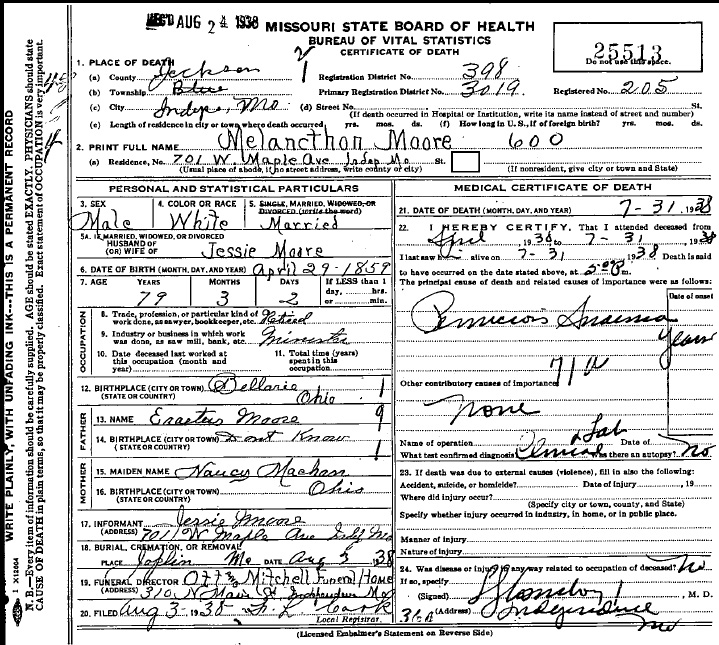 REC'D AUG 24 1938
MISSOURI STATE BOARD OF HEALTH
BUREAU OF VITAL STATISTICS
CERTIFICATE OF DEATH
25513
Do not use this space.
1. PLACE OF DEATH
(a) County Jackson
Registration District No. 398
(b) Township Blue
Primary Registration District No. 3019
Registered No. 205
(c) City Indep. Mo (d) Street No. St.
(If death occurred in Hospital or Institution, write its name instead of street and number)
(e) Length of residence in city or town where death occurred yrs. mos. ds. (f) How long in U.S., if of foreign birth? yrs. mos. ds.
2. PRINT FULL NAME Melancthon Moore 600
(a) Residence, No. 701 W. Maple Ave Indep Mo St.
(Usual place of abode, if no street address, write county or city) (If nonresident, give city or town and State)
PERSONAL AND STATISTICAL PARTICULARS
3. SEX Male
4. COLOR OR RACE White
5. SINGLE, MARRIED, WIDOWED, OR DIVORCED (write the word) Married
5A. IF MARRIED, WIDOWED, OR DIVORCED
HUSBAND OF
(OR) WIFE OF Jessie Moore
6. DATE OF BIRTH (MONTH, DAY, AND YEAR) April 29-1859
7. AGE YEARS MONTHS DAYS If LESS than 1
day, hrs.
or min.
79 3 2
OCCUPATION
8. Trade, profession, or particular kind of work done, as sawyer, bookkeeper, etc. Retired
9. Industry or business in which work was done, as saw mill, bank, etc. Minister
10. Date deceased last worked at this occupation (month and year)
11. Total time (years) spent in this occupation
12. BIRTHPLACE (CITY OR TOWN) Bellarie 1
(STATE OR COUNTRY) Ohio
FATHER
13. NAME Erastus Moore 9
14. BIRTHPLACE (CITY OR TOWN) Dont Know 1
(STATE OR COUNTRY)
MOTHER
15. MAIDEN NAME Naucy Machan
16. BIRTHPLACE (CITY OR TOWN) Ohio
(STATE OR COUNTRY)
17. INFORMANT Jessie Moore
(ADDRESS) 701 W Maple Ave Indep Mo
18. BURIAL, CREMATION, OR REMOVAL
PLACE Joplin Mo DATE Aug 3 1938
19. FUNERAL DIRECTOR Ott & Mitchell Funeral Home
(ADDRESS) 310 N Main St Independence Mo
20. FILED Aug 3- 1938 Cook
Local Registrar.
MEDICAL CERTIFICATE OF DEATH
21. DATE OF DEATH (MONTH, DAY, AND YEAR) 7-31 1938
22. I HEREBY CERTIFY, That I attended deceased from
April, 1938 to 7-31, 1938
I last saw alive on 7-31 1938 Death is said
to have occurred on the date stated above, at m.
The principal cause of death and related causes of importance were as follows:
Date of onset
Pernicious Anaemia
Years
71 a
Other contributory causes of importance:
None
Name of operation Date of
What test confirmed diagnosis? Clinical & Lab Was there an autopsy? No
23. If death was due to external causes (violence), fill in also the following:
Accident, suicide, or homicide? Date of injury , 19
Where did injury occur?
(Specify city or town, county, and State)
Specify whether injury occurred in industry, in home, or in public place.
Manner of injury
Nature of injury
24. Was disease or injury in any way related to occupation of deceased? No
If so, specify
(Signed) , M. D.
(Address) Independence
Mo
(Licensed Embalmer's Statement on Reverse Side)
WRITE PLAINLY, WITH UNFADING INK---THIS IS A PERMANENT RECORD
N. B.—Every item of information should be carefully supplied. AGE should be stated EXACTLY. PHYSICIANS should state
CAUSE OF DEATH in plain terms, so that it may be properly classified. Exact statement of OCCUPATION is very important.